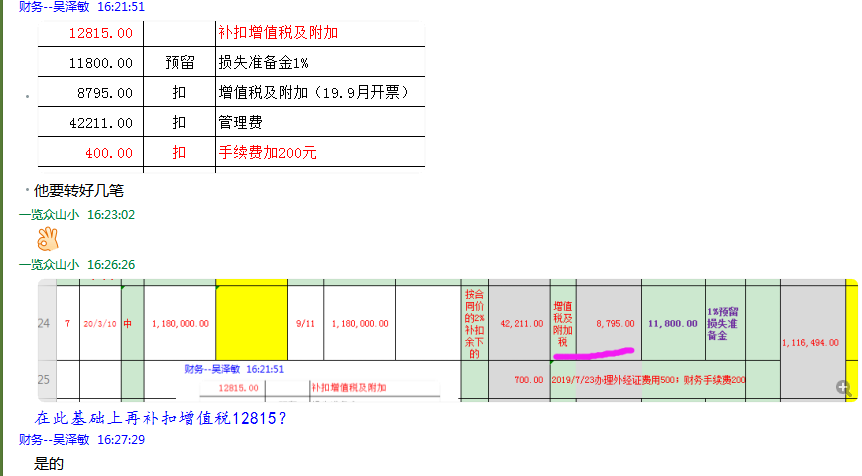 财务--吴泽敏 16:21:51
12815.00 补扣增值税及附加
11800.00 预留 损失准备金1%
8795.00 扣 增值税及附加（19.9月开票）
42211.00 扣 管理费
400.00 扣 手续费加200元
他要转好几笔
一览众山小 16:23:02
一览众山小 16:26:26
24 7 20/3/10 中 1,180,000.00 9/11 1,180,000.00 按合同价的2%补扣余下的 42,211.00 增值税及附加税 8,795.00 11,800.00 1%预留损失准备金 1,116,494.00
25 700.00 2019/7/23办理外经证费用500；财务手续费200
财务--吴泽敏 16:21:51
12815.00 补扣增值税及附加
在此基础上再补扣增值税12815？
财务--吴泽敏 16:27:29
是的